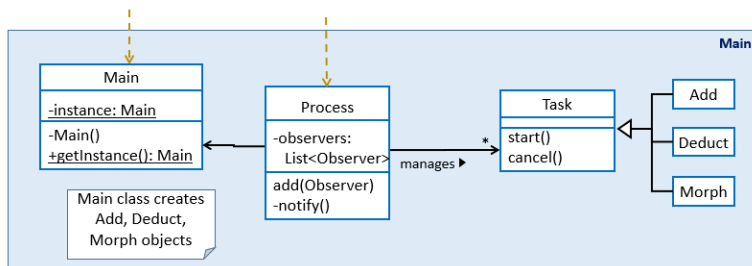 Main
Main
-instance: Main
-Main()
+getInstance(): Main
Main class creates
Add, Deduct,
Morph objects
Process
-observers:
List<Observer>
add(Observer)
-notify()
manages ▶
*
Task
start()
cancel()
Add
Deduct
Morph